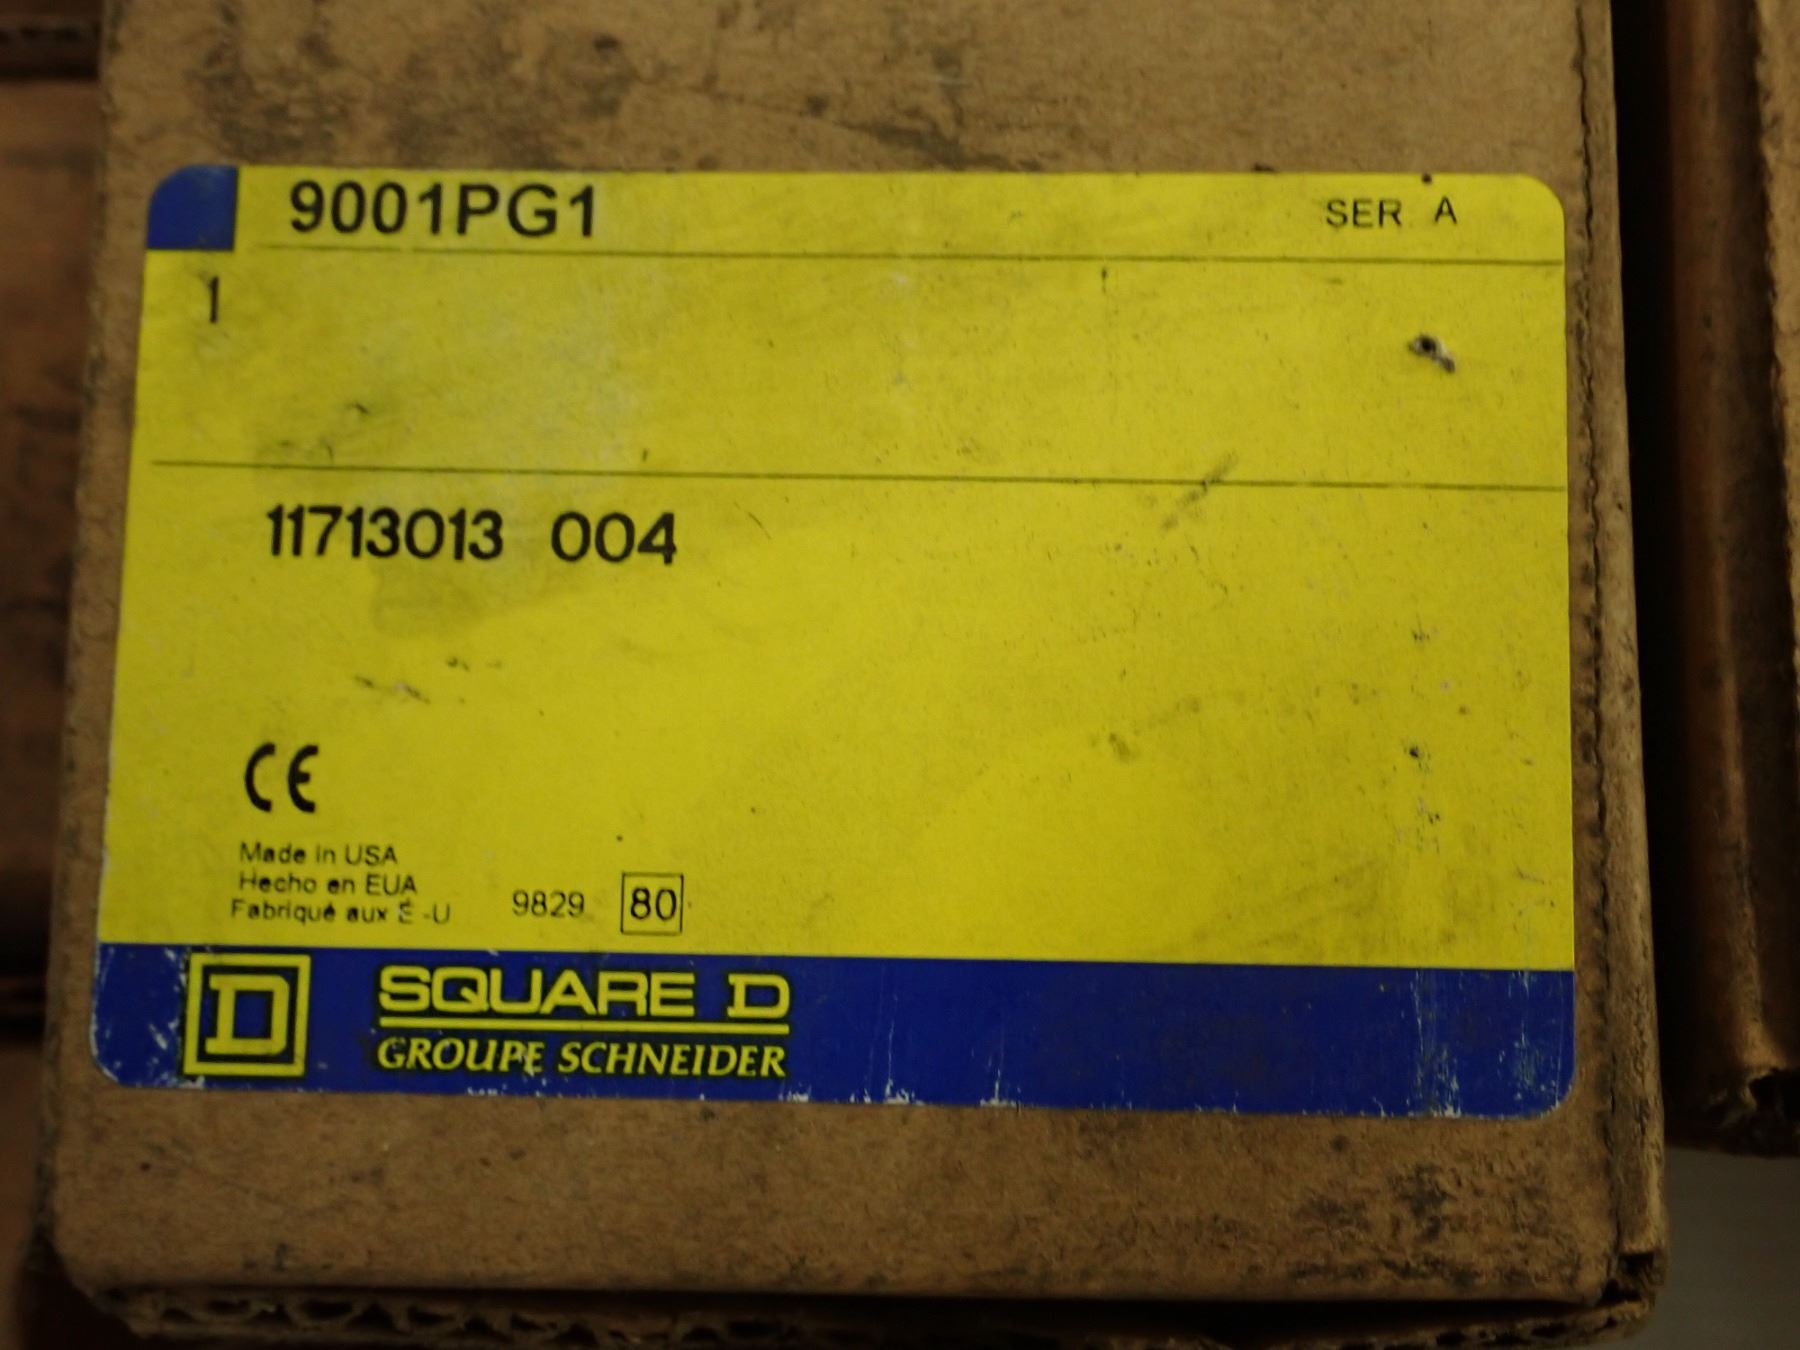 9001PG1 SER. A
1
11713013 004
CE
Made in USA
Hecho en EUA
Fabriqué aux É-U 9829 80
D SQUARE D
GROUPE SCHNEIDER